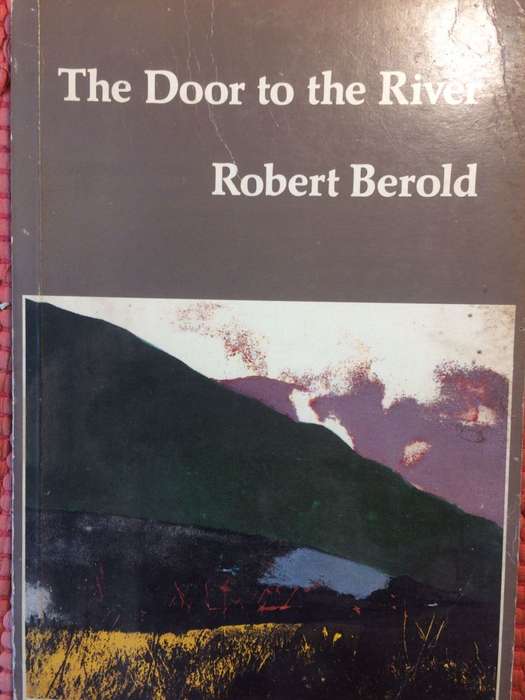 The Door to the River
Robert Berold